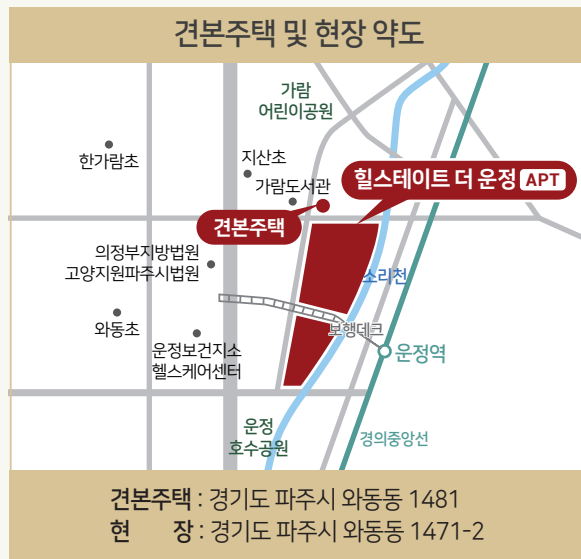 견본주택 및 현장 약도
가람
어린이공원
한가람초
지산초
가람도서관
힐스테이트 더 운정 APT
견본주택
의정부지방법원
고양지원파주시법원
소리천
와동초
보행데크
운정보건지소
헬스케어센터
운정역
운정
호수공원
경의중앙선
견본주택 : 경기도 파주시 와동동 1481
현 장 : 경기도 파주시 와동동 1471-2